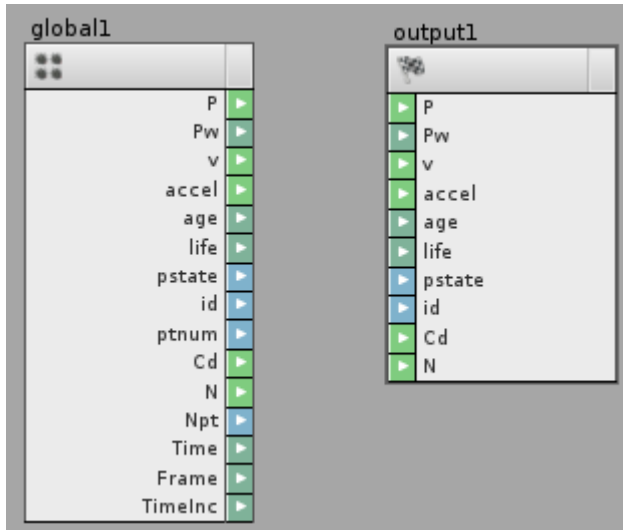 global1
P
Pw
v
accel
age
life
pstate
id
ptnum
Cd
N
Npt
Time
Frame
TimeInc
output1
P
Pw
v
accel
age
life
pstate
id
Cd
N